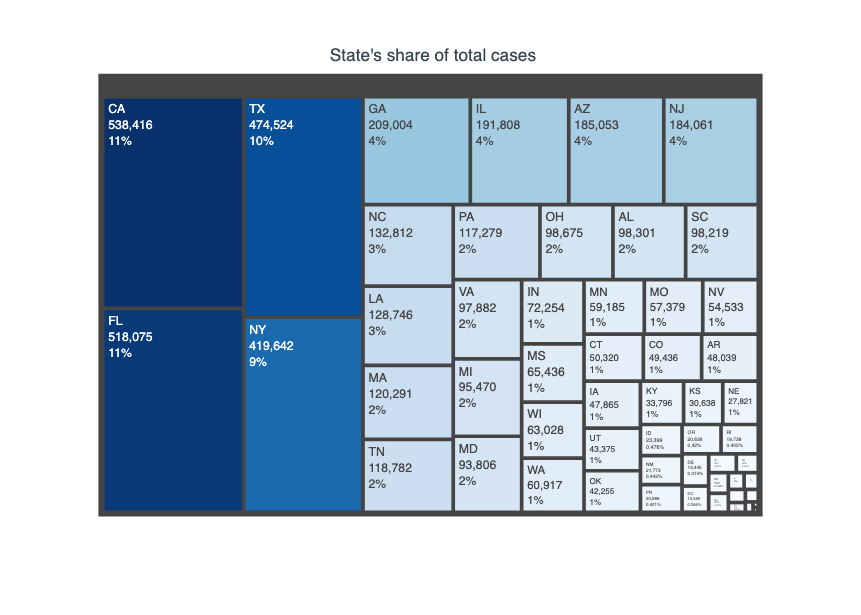 State's share of total cases
CA
538,416
11%
FL
518,075
11%
TX
474,524
10%
NY
419,642
9%
GA
209,004
4%
IL
191,808
4%
AZ
185,053
4%
NJ
184,061
4%
NC
132,812
3%
LA
128,746
3%
MA
120,291
2%
TN
118,782
2%
PA
117,279
2%
OH
98,675
2%
AL
98,301
2%
SC
98,219
2%
VA
97,882
2%
MI
95,470
2%
MD
93,806
2%
IN
72,254
1%
MS
65,436
1%
WI
63,028
1%
WA
60,917
1%
MN
59,185
1%
MO
57,379
1%
NV
54,533
1%
CT
50,320
1%
CO
49,436
1%
AR
48,039
1%
IA
47,865
1%
UT
43,375
1%
OK
42,255
1%
KY
33,796
1%
KS
30,638
1%
NE
27,821
1%
ID
23,399
0.476%
NM
21,773
0.443%
PR
0.421%
OR
0.42%
RI
19,738
0.402%
DE
15,445
0.314%
DC